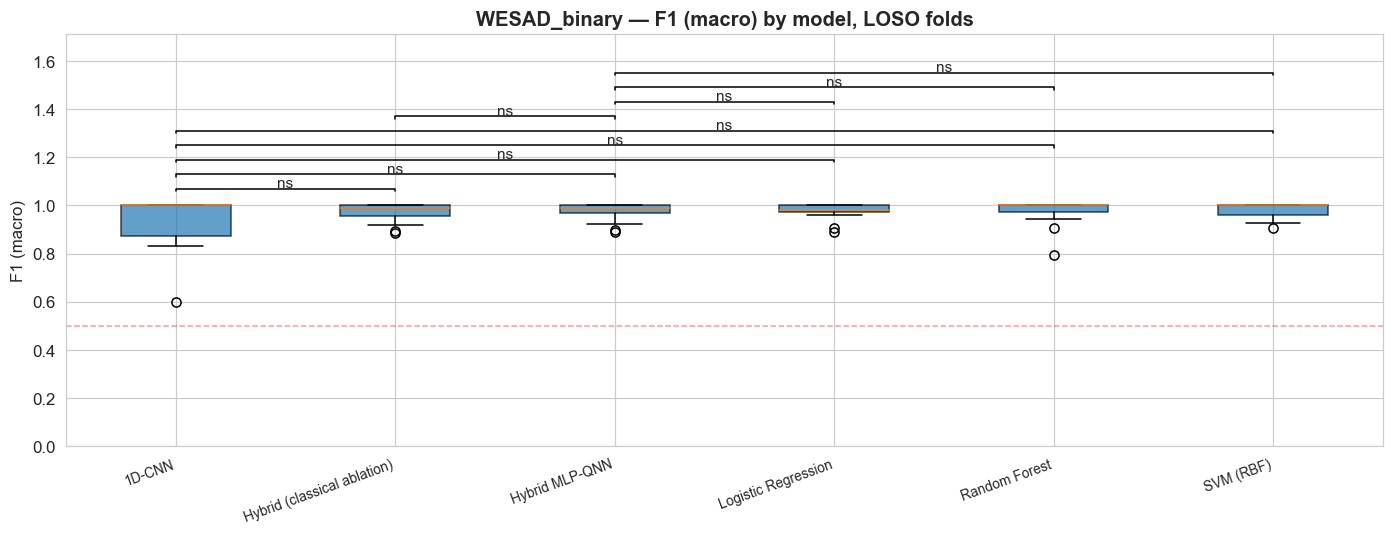 WESAD_binary — F1 (macro) by model, LOSO folds
F1 (macro)
1.6
1.4
1.2
1.0
0.8
0.6
0.4
0.2
0.0
ns
ns
ns
ns
ns
ns
ns
ns
ns
1D-CNN
Hybrid (classical ablation)
Hybrid MLP-QNN
Logistic Regression
Random Forest
SVM (RBF)